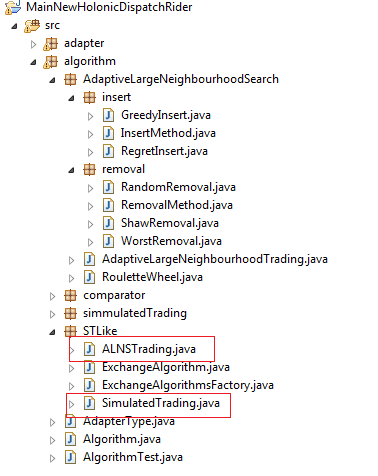 MainNewHolonicDispatchRider
src
adapter
algorithm
AdaptiveLargeNeighbourhoodSearch
insert
GreedyInsert.java
InsertMethod.java
RegretInsert.java
removal
RandomRemoval.java
RemovalMethod.java
ShawRemoval.java
WorstRemoval.java
AdaptiveLargeNeighbourhoodTrading.java
RouletteWheel.java
comparator
simmulatedTrading
STLike
ALNSTrading.java
ExchangeAlgorithm.java
ExchangeAlgorithmsFactory.java
SimulatedTrading.java
AdapterType.java
Algorithm.java
AlgorithmTest.java